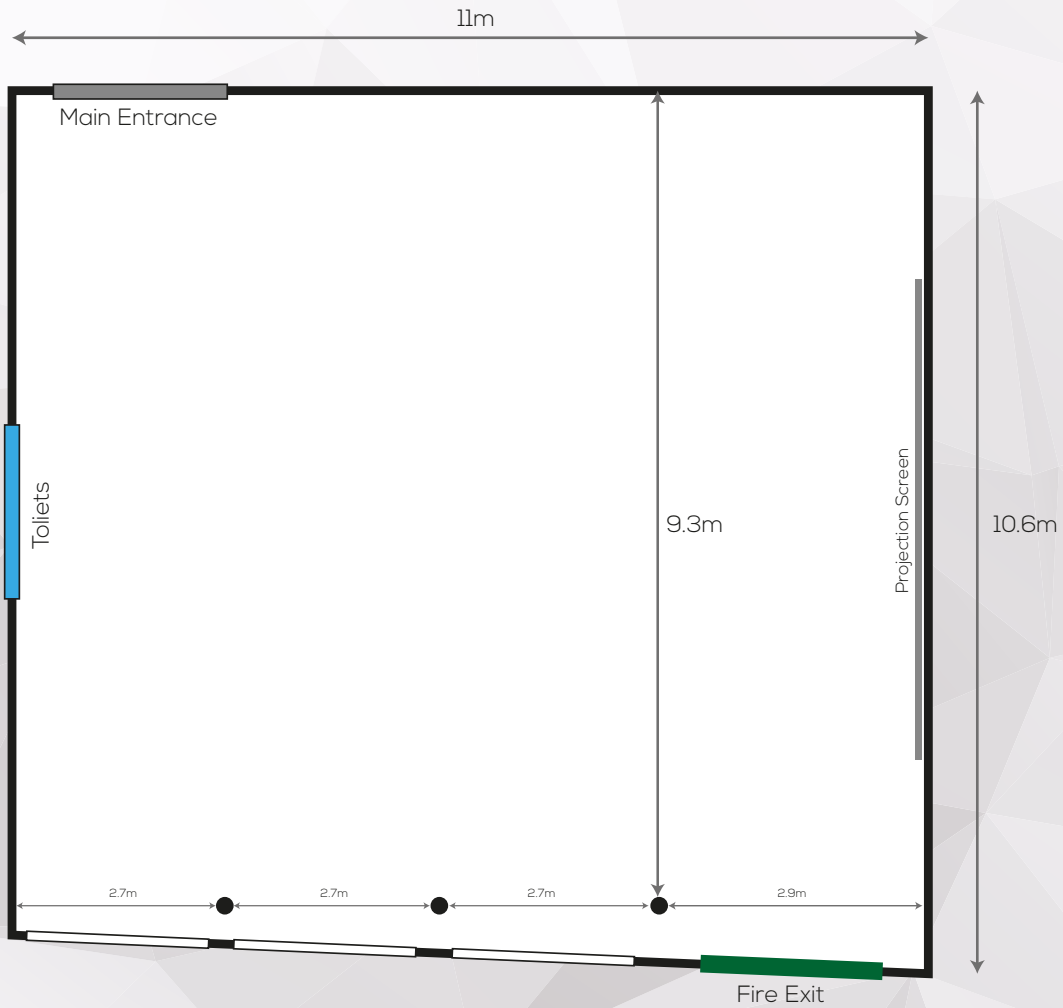 11m
Main Entrance
Toliets
9.3m
Projection Screen
10.6m
2.7m
2.7m
2.7m
2.9m
Fire Exit